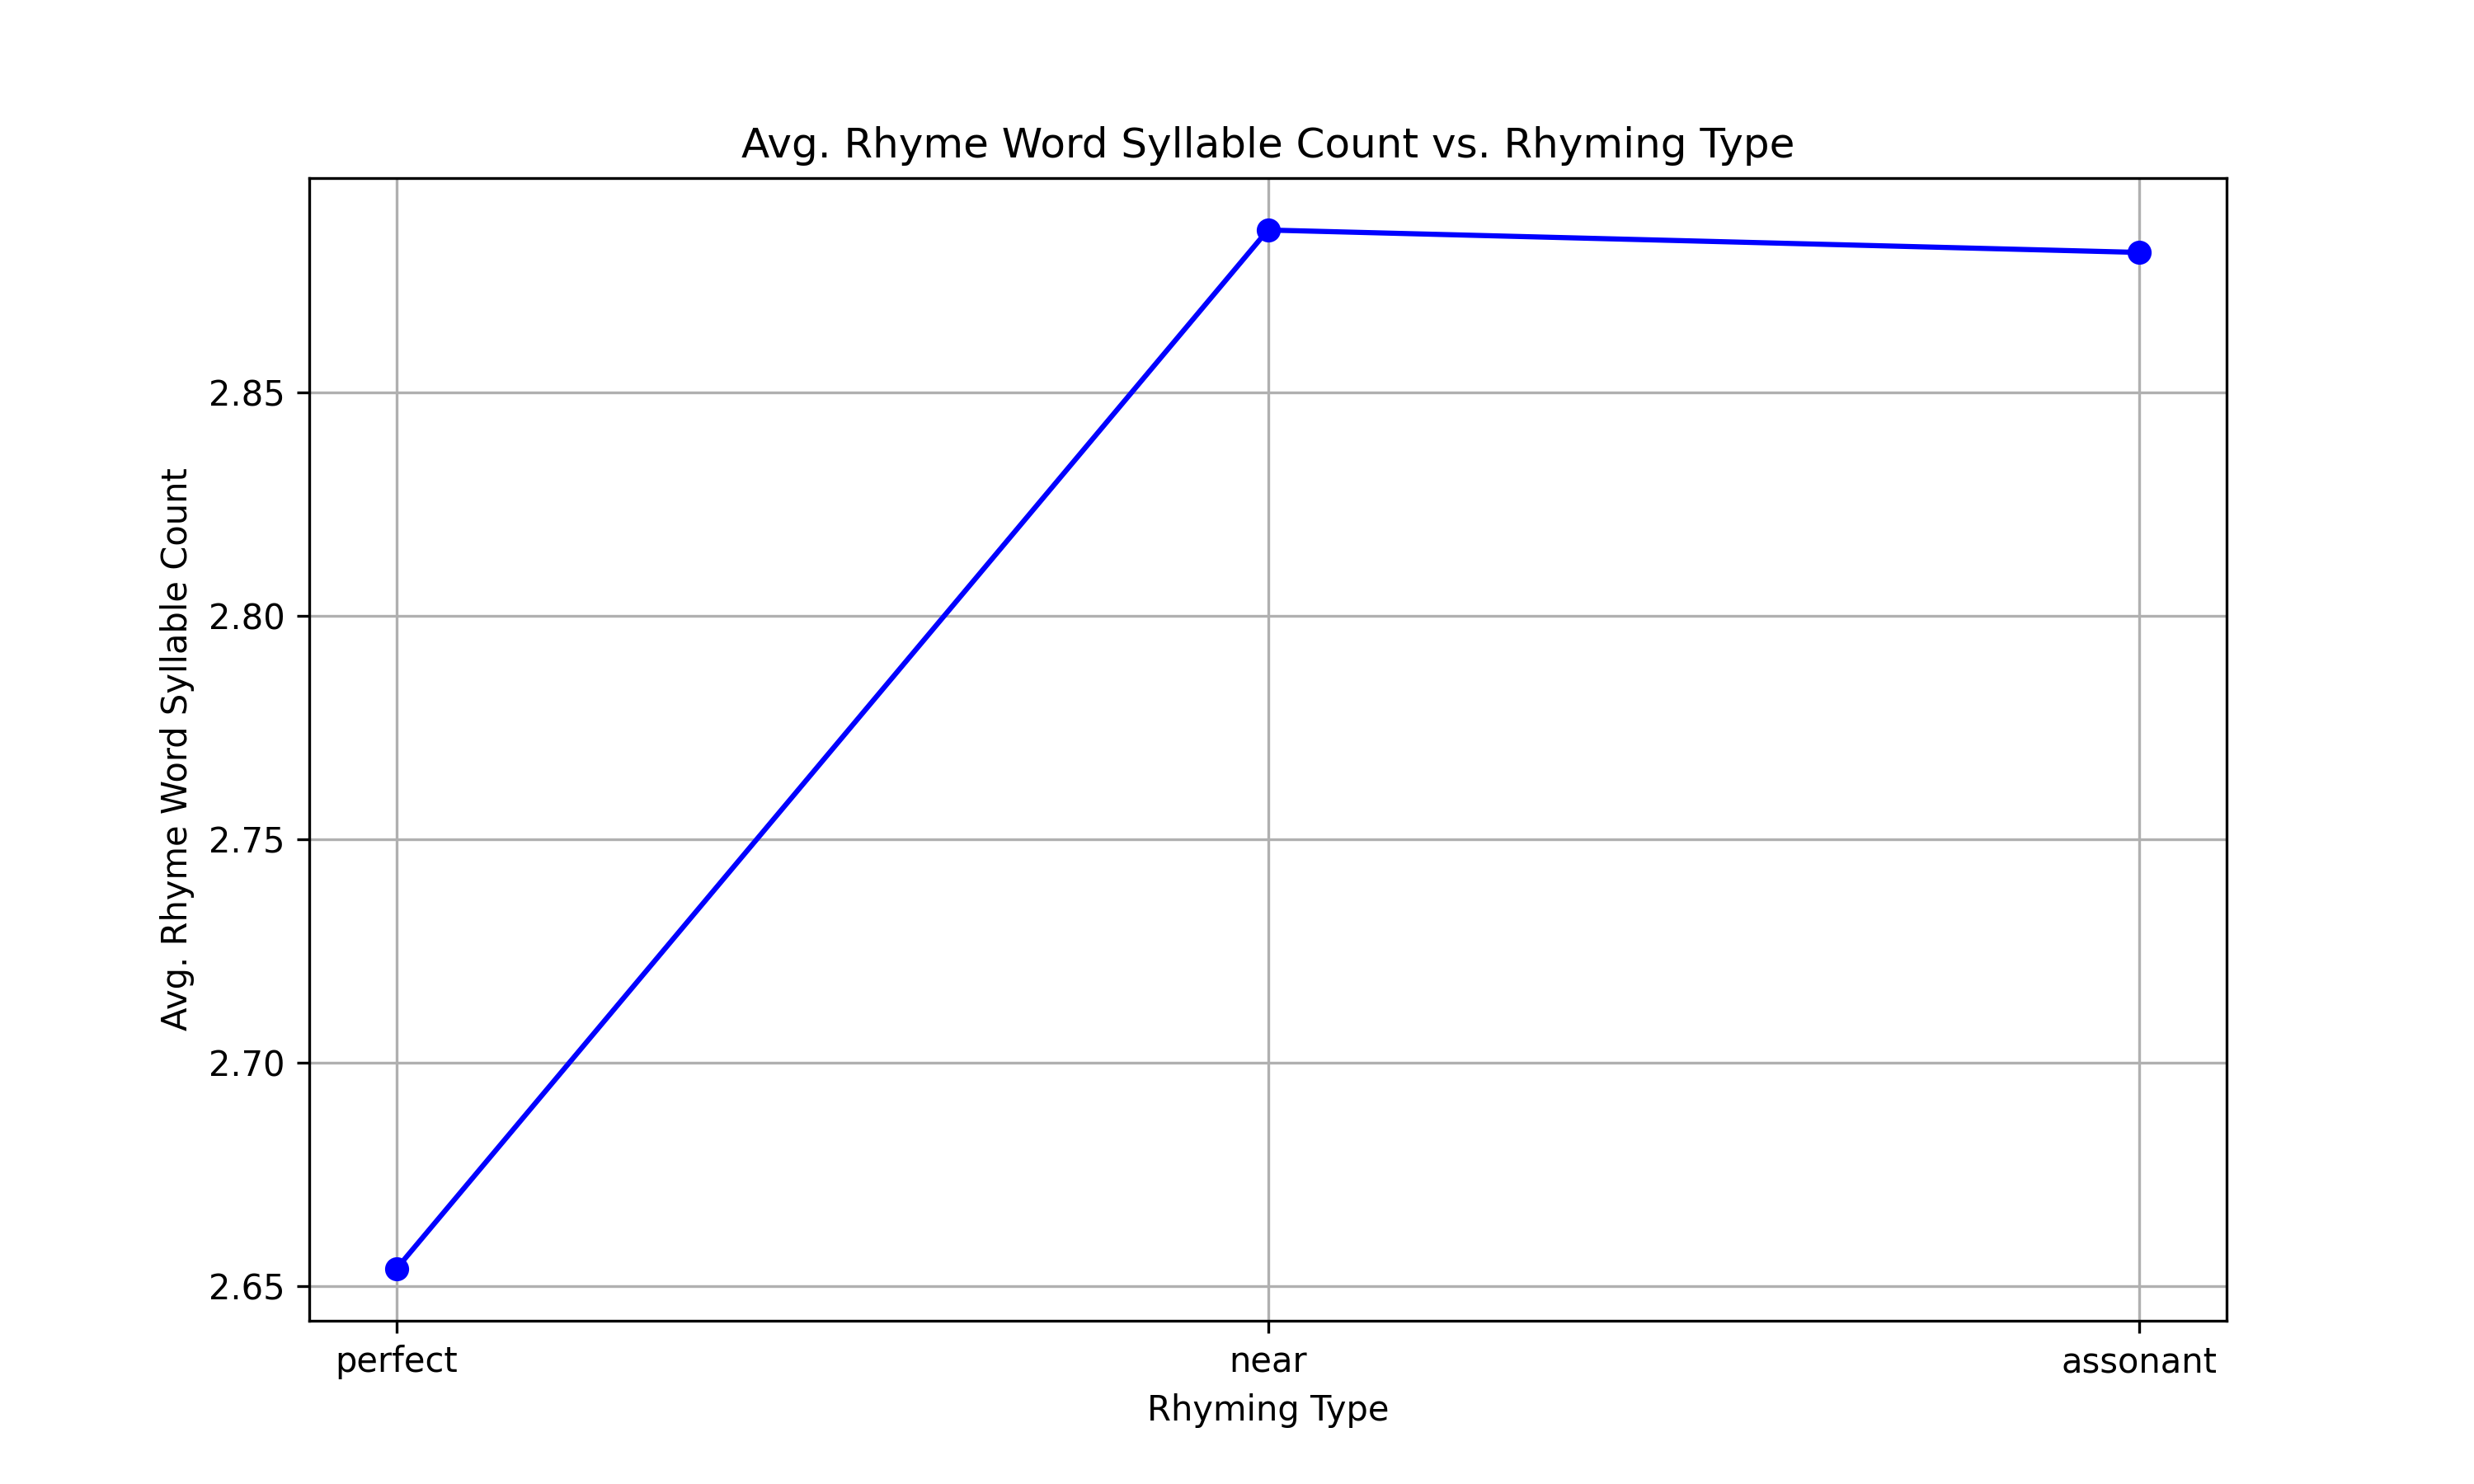 Avg. Rhyme Word Syllable Count vs. Rhyming Type
Avg. Rhyme Word Syllable Count
2.85
2.80
2.75
2.70
2.65
perfect near assonant
Rhyming Type